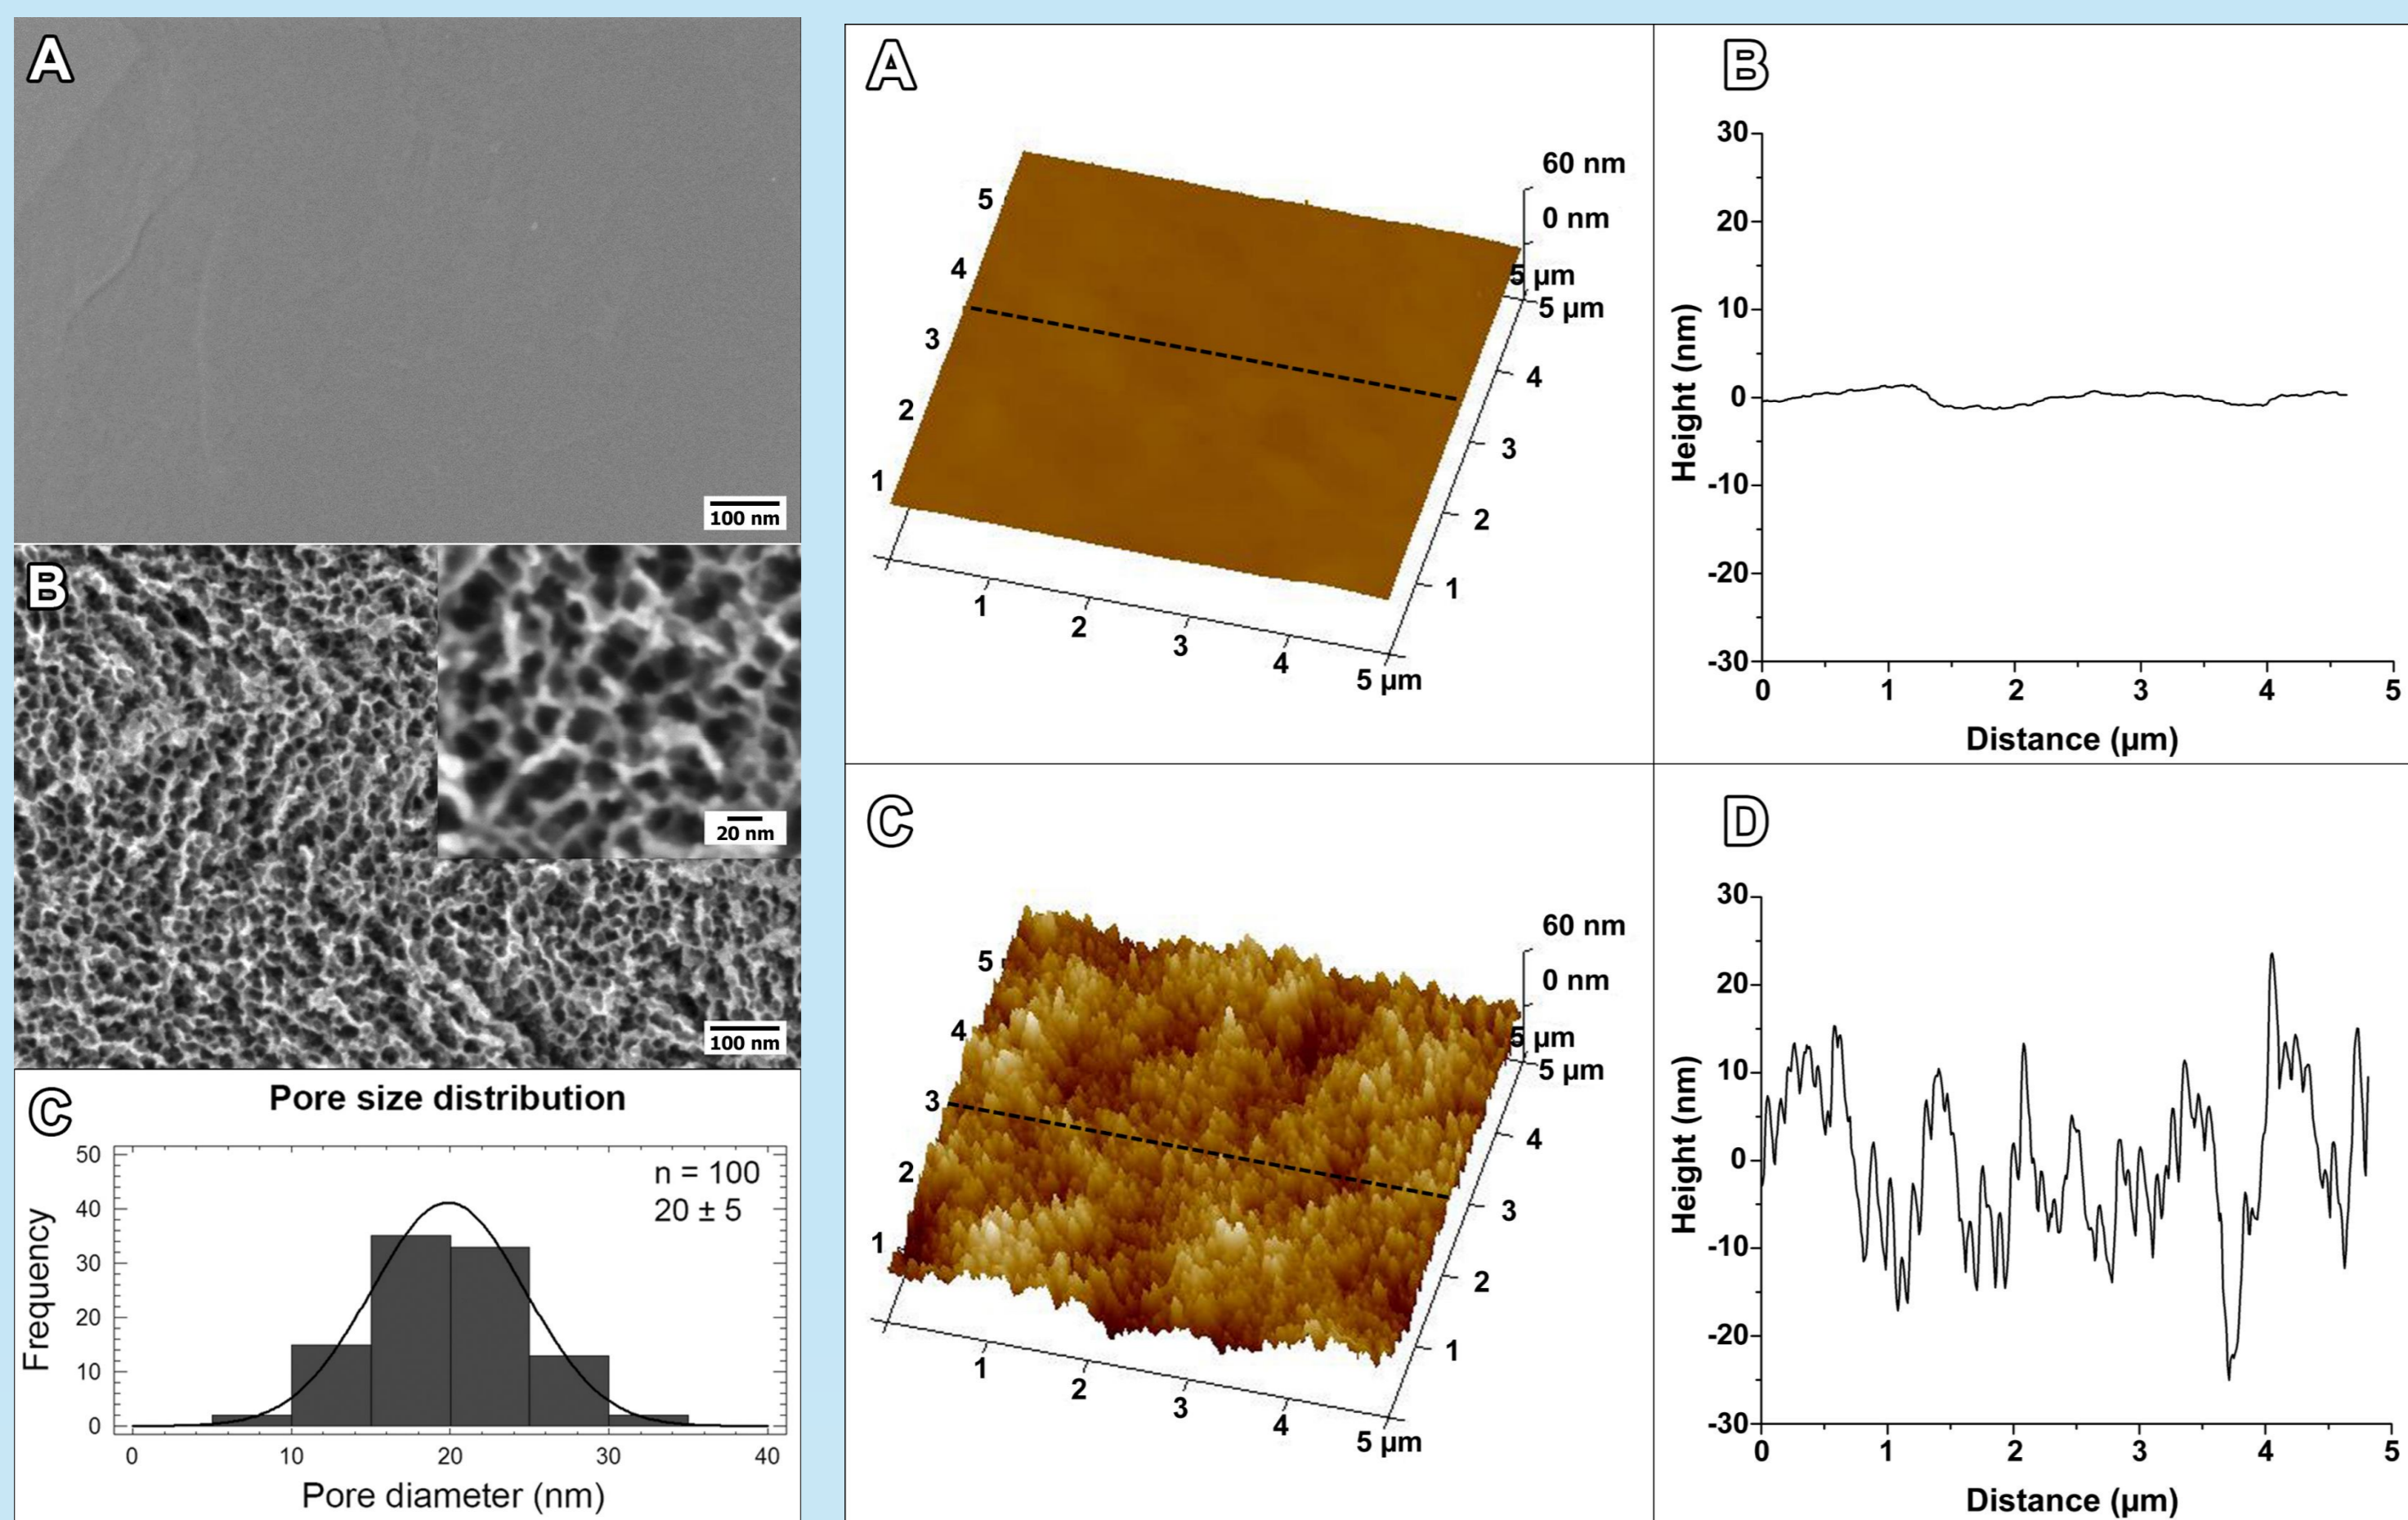 A
100 nm
B
20 nm
100 nm
C
Pore size distribution
n = 100
20 ± 5
50
40
30
20
10
0
Frequency
0 10 20 30 40
Pore diameter (nm)
A
60 nm
0 nm
5 µm
5 µm
5
4
3
2
1
4
3
2
1
1
2
3
4
5 µm
B
30
20
10
0
-10
-20
-30
Height (nm)
0 1 2 3 4 5
Distance (µm)
C
60 nm
0 nm
5 µm
5 µm
5
4
3
2
1
4
3
2
1
1
2
3
4
5 µm
D
30
20
10
0
-10
-20
-30
Height (nm)
0 1 2 3 4 5
Distance (µm)